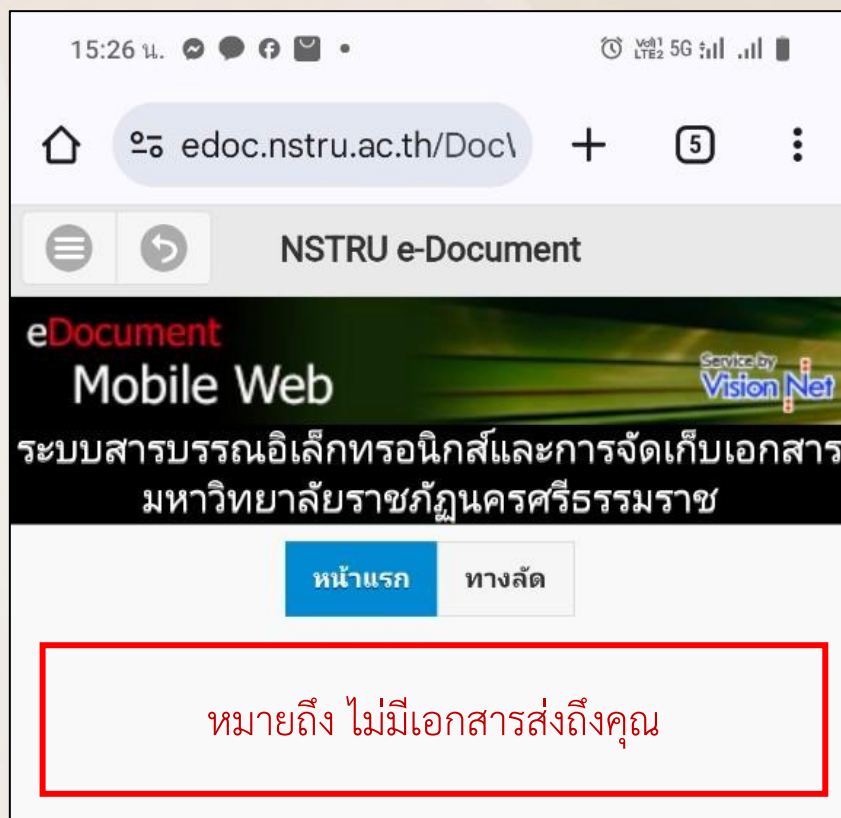 15:26 น.
Vo)) 1
LTE2 5G
edoc.nstru.ac.th/Doc\
5
NSTRU e-Document
eDocument
Mobile Web
Service by
Vision Net
ระบบสารบรรณอิเล็กทรอนิกส์และการจัดเก็บเอกสาร
มหาวิทยาลัยราชภัฏนครศรีธรรมราช
หน้าแรก ทางลัด
หมายถึง ไม่มีเอกสารส่งถึงคุณ